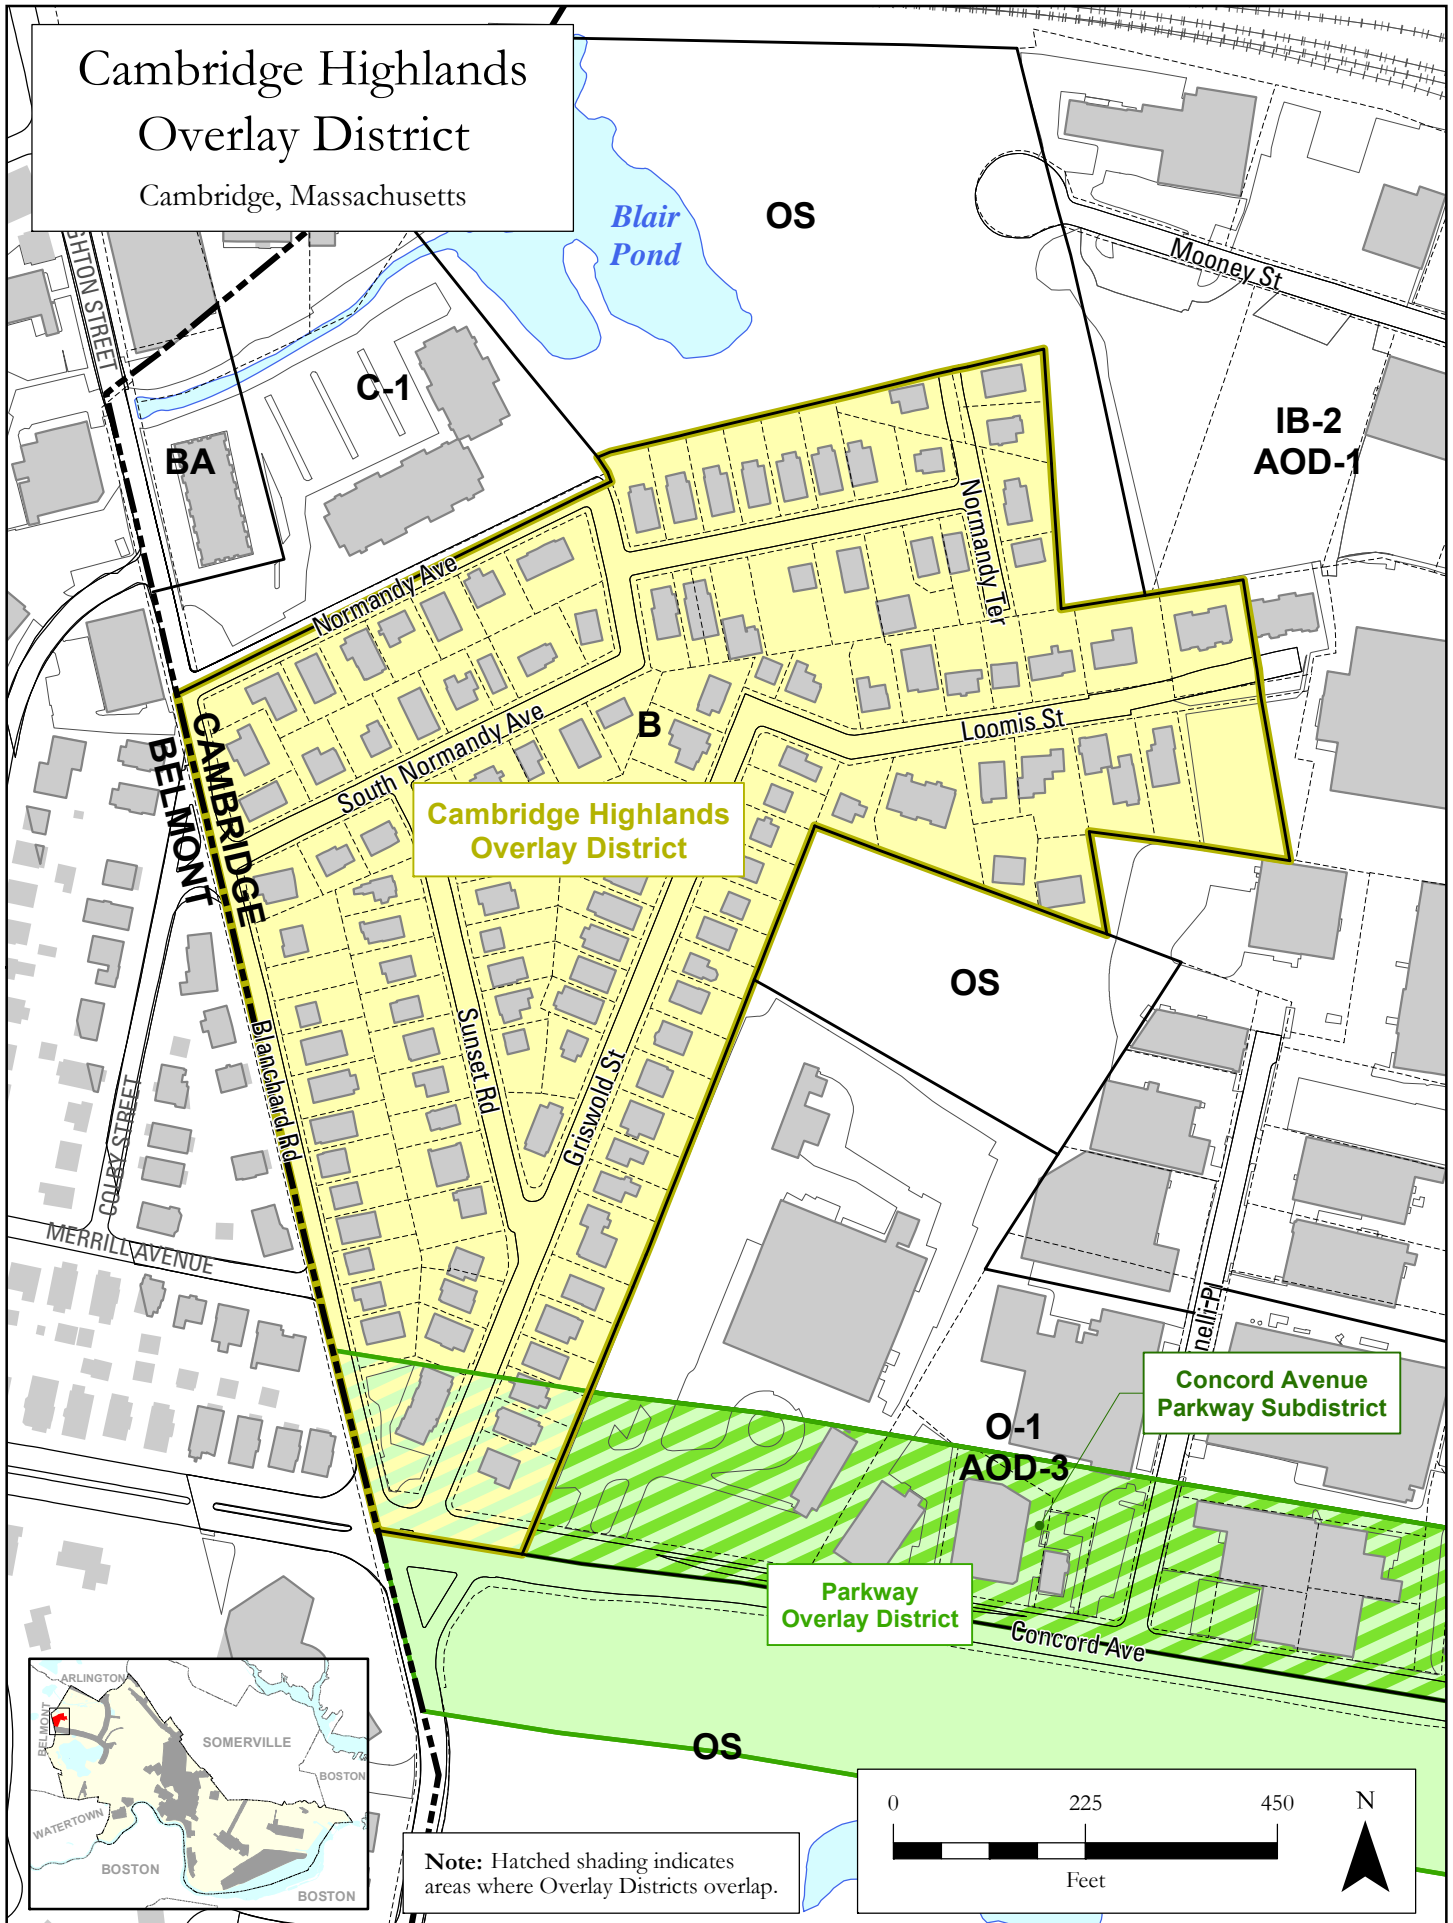 Cambridge Highlands
Overlay District
Cambridge, Massachusetts
Blair
Pond
OS
Mooney St
GHTON STREET
C-1
BA
IB-2
AOD-1
Normandy Ave
Normandy Ter
South Normandy Ave
B
Loomis St
CAMBRIDGE
BELMONT
Cambridge Highlands
Overlay District
OS
Blanchard Rd
Sunset Rd
Griswold St
COLBY STREET
MERRILL AVENUE
nelli Pl
Concord Avenue
Parkway Subdistrict
O-1
AOD-3
Parkway
Overlay District
Concord Ave
OS
ARLINGTON
BELMONT
SOMERVILLE
BOSTON
WATERTOWN
BOSTON
BOSTON
Note: Hatched shading indicates
areas where Overlay Districts overlap.
0 225 450
Feet
N